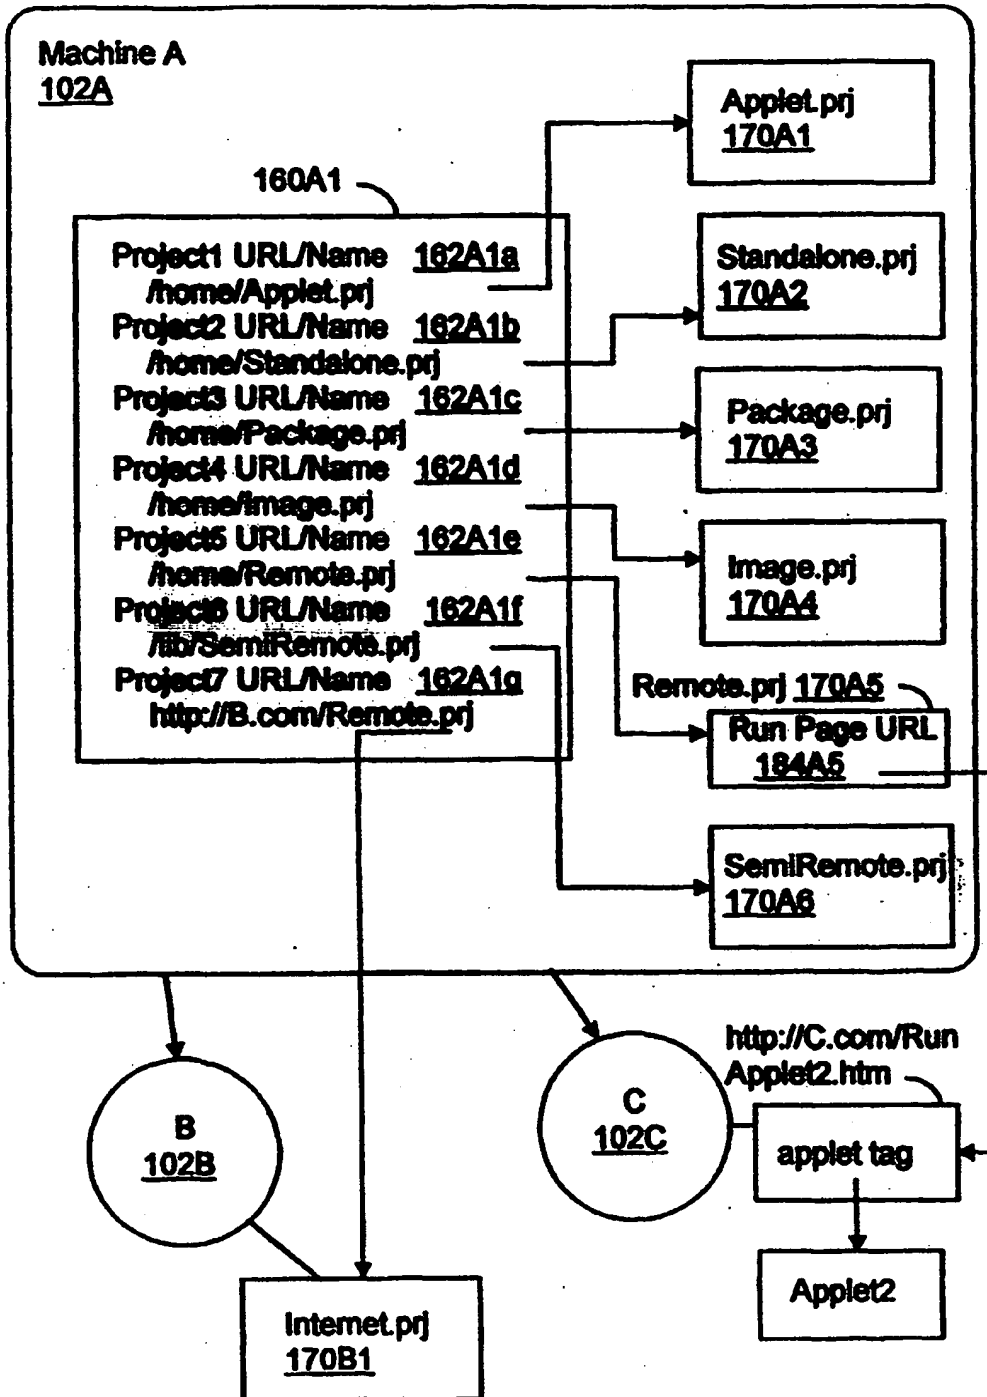 Machine A
102A
Applet.prj
170A1
160A1
Project1 URL/Name 162A1a
/home/Applet.prj
Project2 URL/Name 162A1b
/home/Standalone.prj
Project3 URL/Name 162A1c
/home/Package.prj
Project4 URL/Name 162A1d
/home/Image.prj
Project5 URL/Name 162A1e
/home/Remote.prj
Project6 URL/Name 162A1f
/lib/SemiRemote.prj
Project7 URL/Name 162A1g
http://B.com/Remote.prj
Standalone.prj
170A2
Package.prj
170A3
Image.prj
170A4
Remote.prj 170A5
Run Page URL
184A5
SemiRemote.prj
170A6
B
102B
C
102C
http://C.com/Run
Applet2.htm
applet tag
Applet2
Internet.prj
170B1